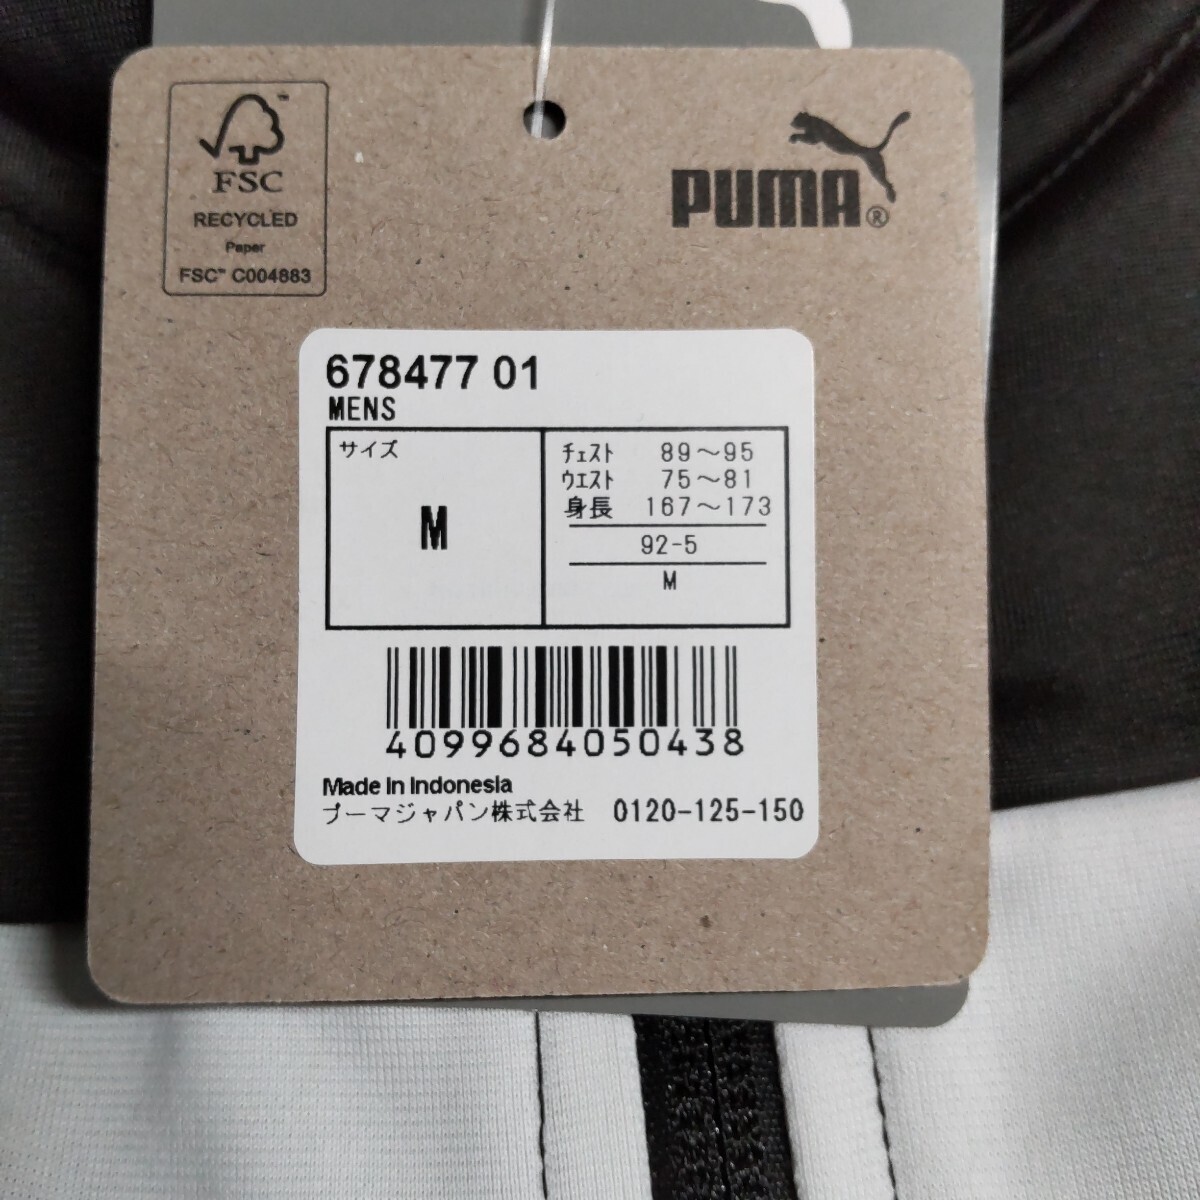 FSC
RECYCLED
Paper
FSC™ C004883
PUMA®
678477 01
MENS
サイズ
M
チェスト 89～95
ウエスト 75～81
身長 167～173
92-5
M
4099684050438
Made in Indonesia
プーマジャパン株式会社 0120-125-150